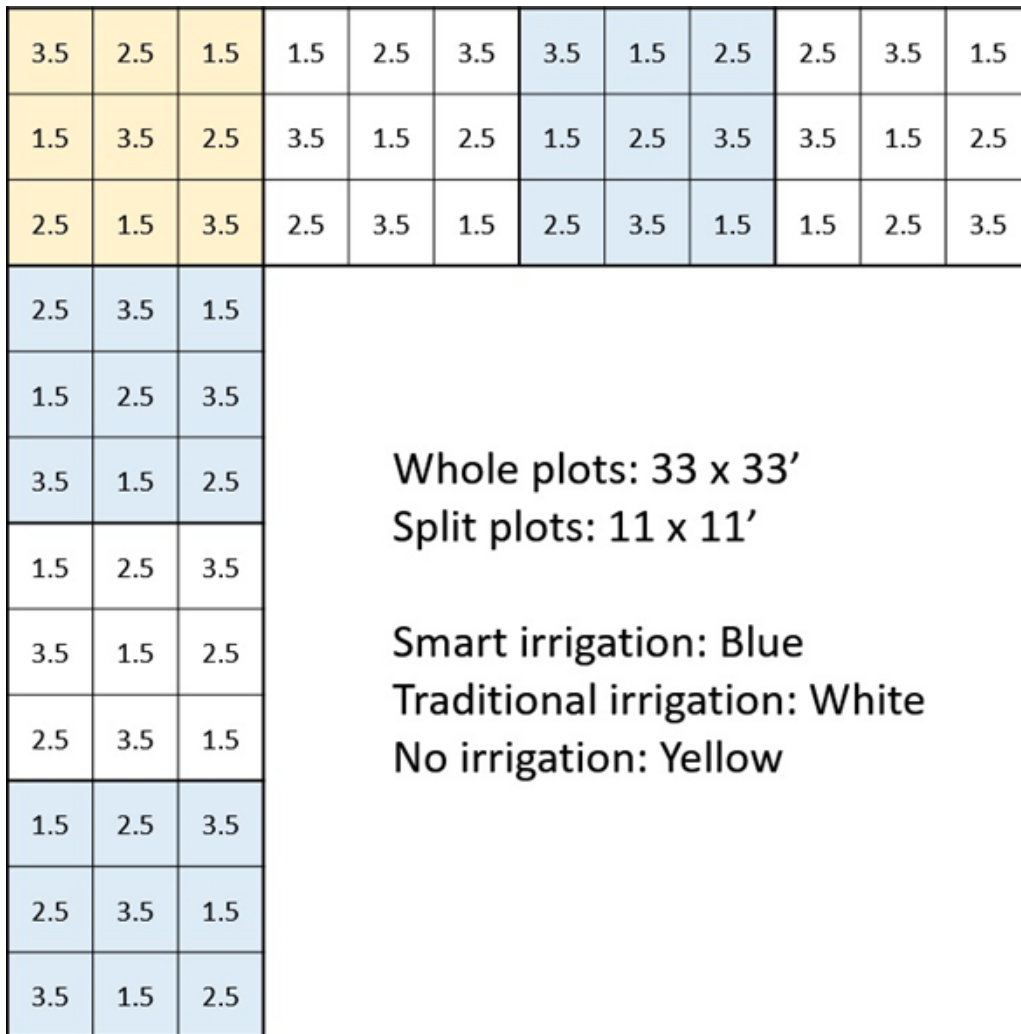 3.5 2.5 1.5 1.5 2.5 3.5 3.5 1.5 2.5 2.5 3.5 1.5
1.5 3.5 2.5 3.5 1.5 2.5 1.5 2.5 3.5 3.5 1.5 2.5
2.5 1.5 3.5 2.5 3.5 1.5 2.5 3.5 1.5 1.5 2.5 3.5
2.5 3.5 1.5
1.5 2.5 3.5
3.5 1.5 2.5
1.5 2.5 3.5
3.5 1.5 2.5
2.5 3.5 1.5
1.5 2.5 3.5
2.5 3.5 1.5
3.5 1.5 2.5
Whole plots: 33 x 33’
Split plots: 11 x 11’
Smart irrigation: Blue
Traditional irrigation: White
No irrigation: Yellow